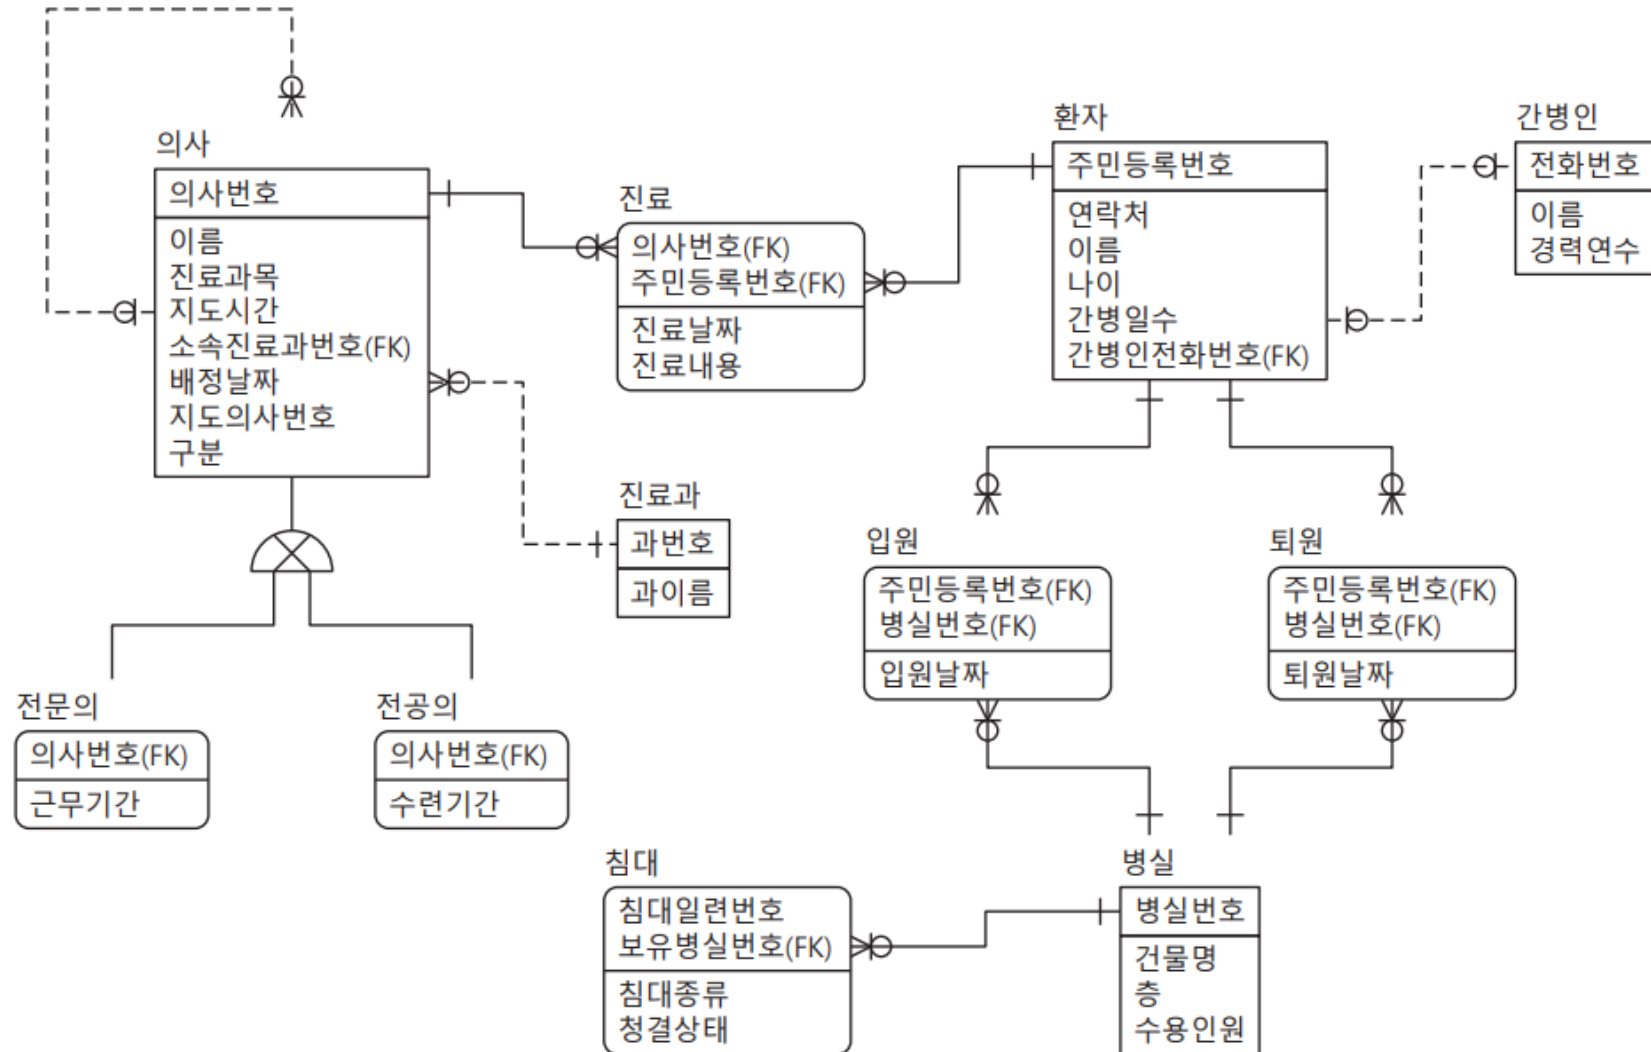 의사
의사번호
이름
진료과목
지도시간
소속진료과번호(FK)
배정날짜
지도의사번호
구분
진료
의사번호(FK)
주민등록번호(FK)
진료날짜
진료내용
환자
주민등록번호
연락처
이름
나이
간병일수
간병인전화번호(FK)
간병인
전화번호
이름
경력연수
진료과
과번호
과이름
입원
주민등록번호(FK)
병실번호(FK)
입원날짜
퇴원
주민등록번호(FK)
병실번호(FK)
퇴원날짜
전문의
의사번호(FK)
근무기간
전공의
의사번호(FK)
수련기간
침대
침대일련번호
보유병실번호(FK)
침대종류
청결상태
병실
병실번호
건물명
층
수용인원